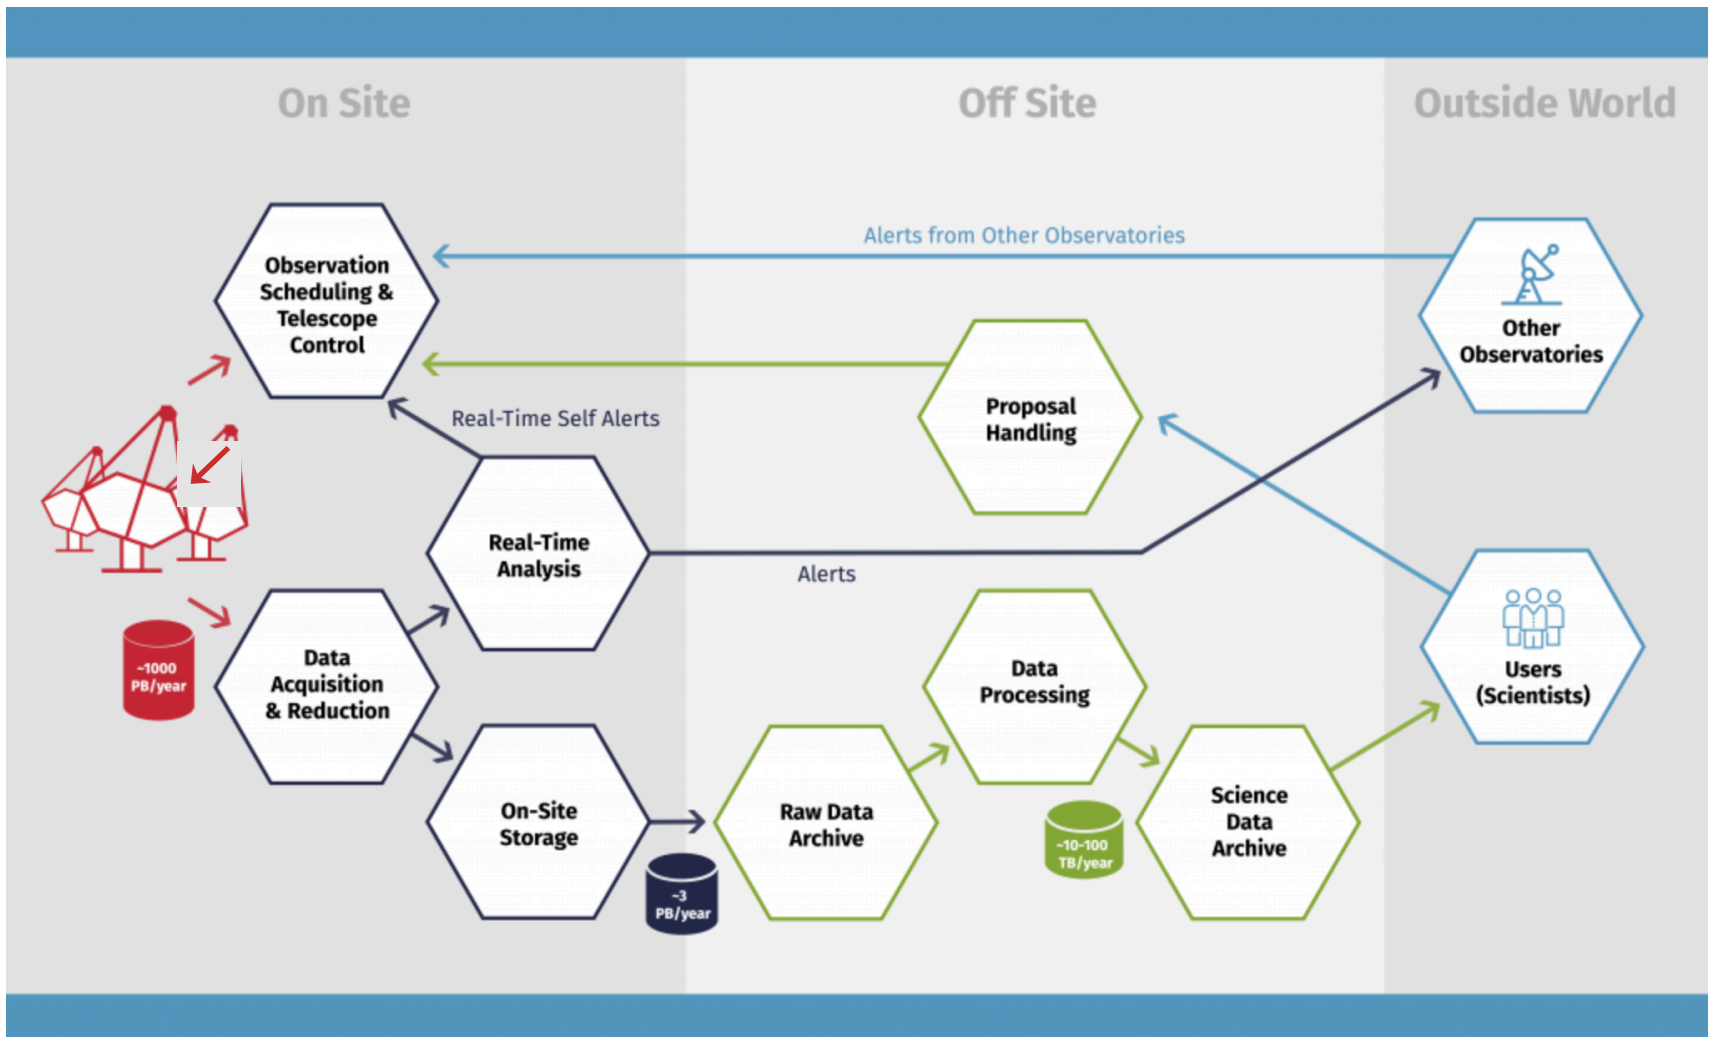 On Site
Off Site
Outside World
Alerts from Other Observatories
Observation
Scheduling &
Telescope
Control
Other
Observatories
Proposal
Handling
Real-Time Self Alerts
Real-Time
Analysis
Alerts
~1000
PB/year
Data
Acquisition
& Reduction
Data
Processing
Users
(Scientists)
On-Site
Storage
~3
PB/year
Raw Data
Archive
~10-100
TB/year
Science
Data
Archive